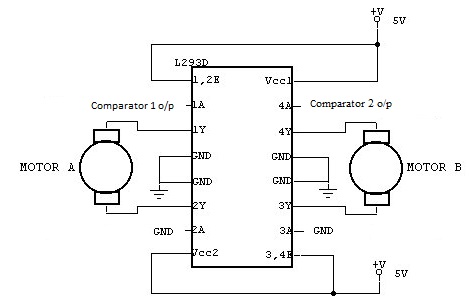 +V
5V
L293D
1,2E
Vcc1
Comparator 1 o/p
1A
4A
Comparator 2 o/p
1Y
4Y
GND
GND
MOTOR A
MOTOR B
GND
GND
2Y
3Y
GND
2A
3A
GND
Vcc2
3,4E
+V
5V